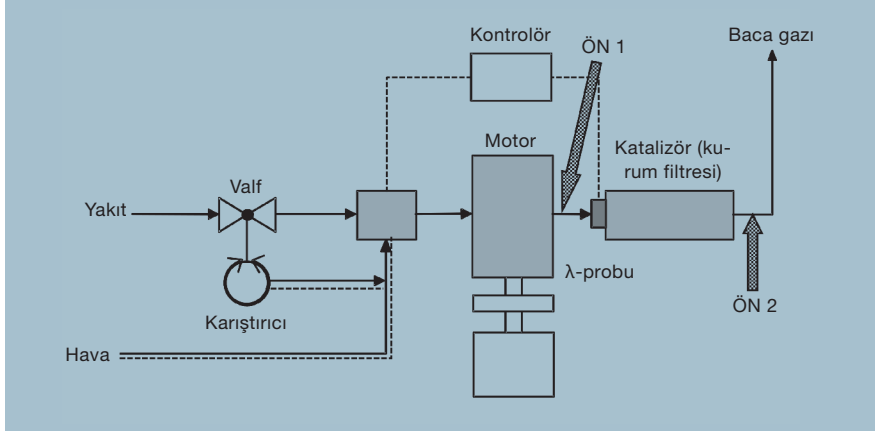 Kontrolör
ÖN 1
Baca gazı
Motor
Katalizör (ku-
rum filtresi)
Valf
Yakıt
λ-probu
ÖN 2
Karıştırıcı
Hava